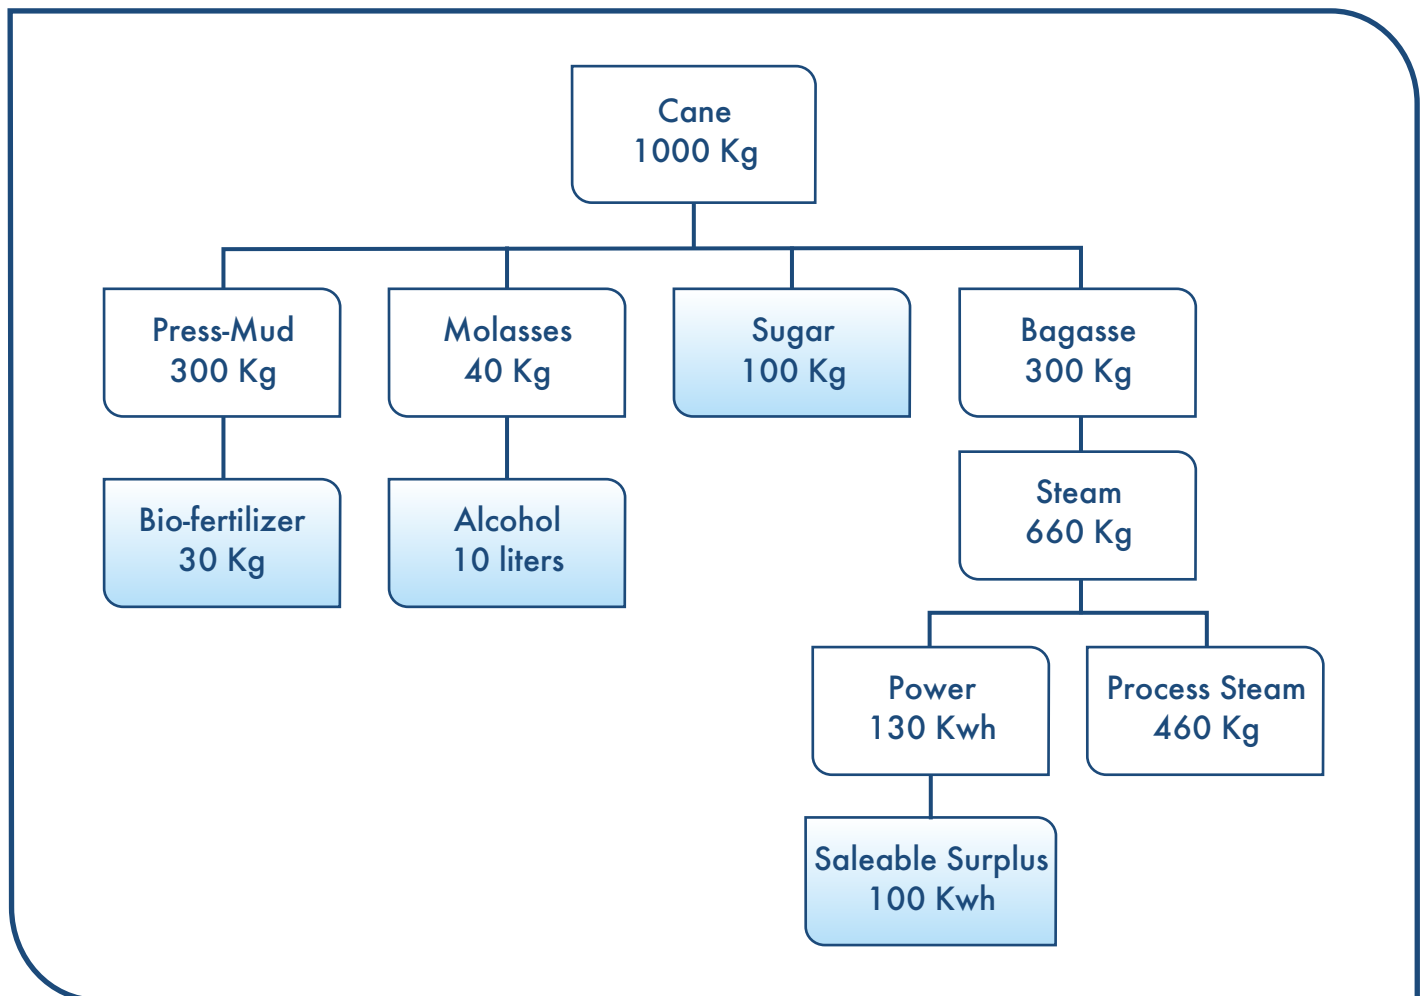 Cane
1000 Kg
Press-Mud
300 Kg
Molasses
40 Kg
Sugar
100 Kg
Bagasse
300 Kg
Bio-fertilizer
30 Kg
Alcohol
10 liters
Steam
660 Kg
Power
130 Kwh
Process Steam
460 Kg
Saleable Surplus
100 Kwh